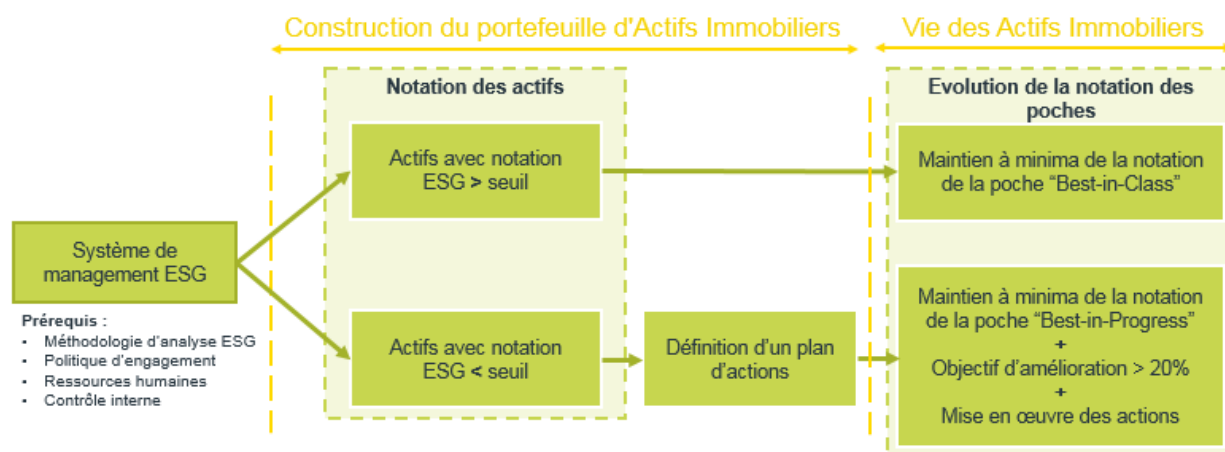 Construction du portefeuille d'Actifs Immobiliers
Vie des Actifs Immobiliers
Notation des actifs
Evolution de la notation des
poches
Actifs avec notation
ESG > seuil
Maintien à minima de la notation
de la poche “Best-in-Class”
Système de
management ESG
Prérequis :
• Méthodologie d’analyse ESG
• Politique d’engagement
• Ressources humaines
• Contrôle interne
Actifs avec notation
ESG < seuil
Définition d’un plan
d’actions
Maintien à minima de la notation
de la poche “Best-in-Progress”
+
Objectif d’amélioration > 20%
+
Mise en œuvre des actions